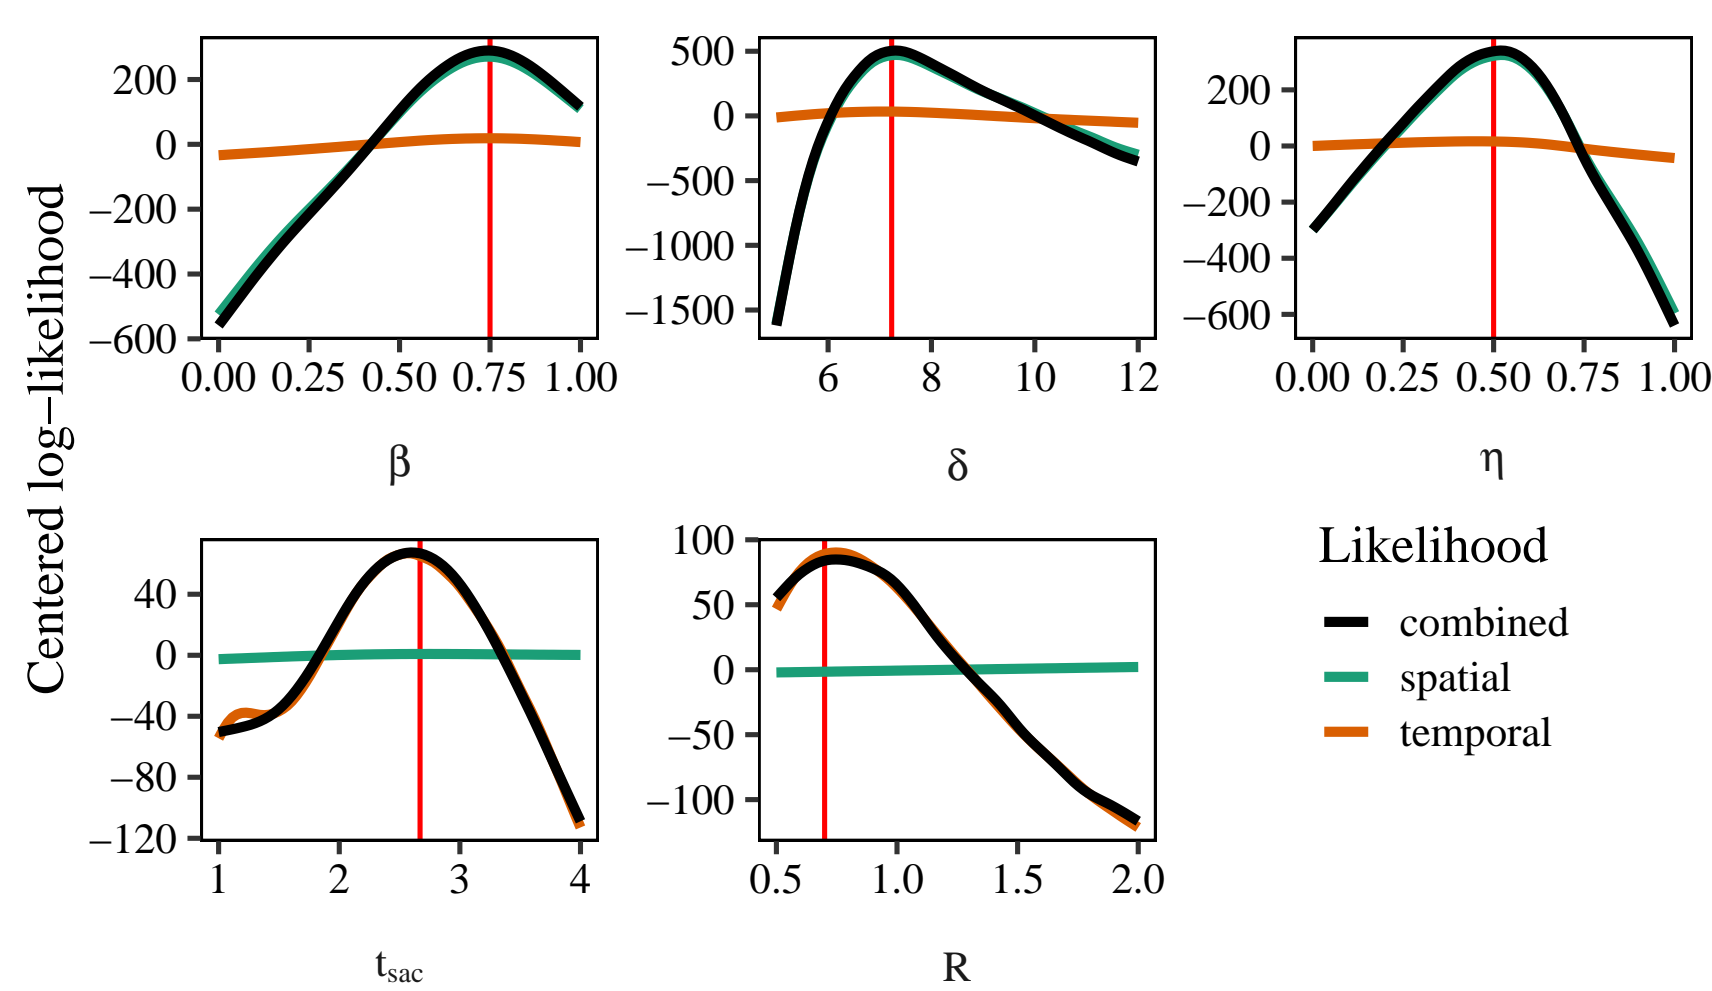 Centered log−likelihood
200
0
−200
−400
−600
0.00 0.25 0.50 0.75 1.00
β
500
0
−500
−1000
−1500
6 8 10 12
δ
200
0
−200
−400
−600
0.00 0.25 0.50 0.75 1.00
η
40
0
−40
−80
−120
1 2 3 4
tsac
100
50
0
−50
−100
0.5 1.0 1.5 2.0
R
Likelihood
combined
spatial
temporal